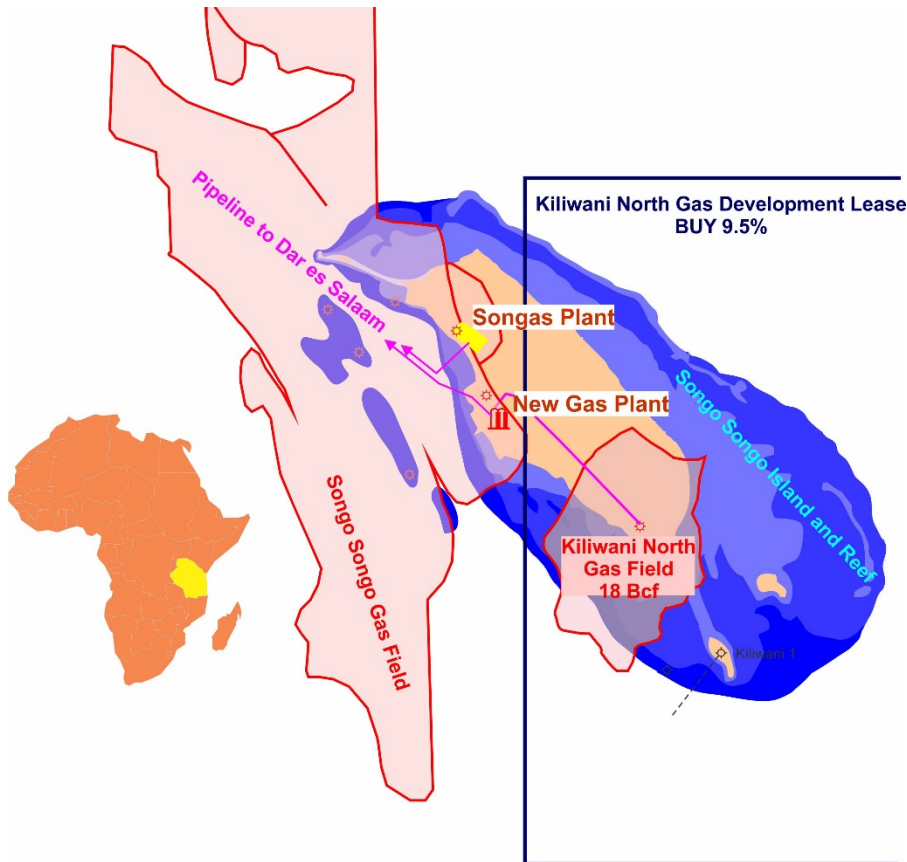 Pipeline to Dar es Salaam
Kiliwani North Gas Development Lease
BUY 9.5%
Songas Plant
New Gas Plant
Songo Songo Island and Reef
Songo Songo Gas Field
Kiliwani North
Gas Field
18 Bcf
Kiliwani 1